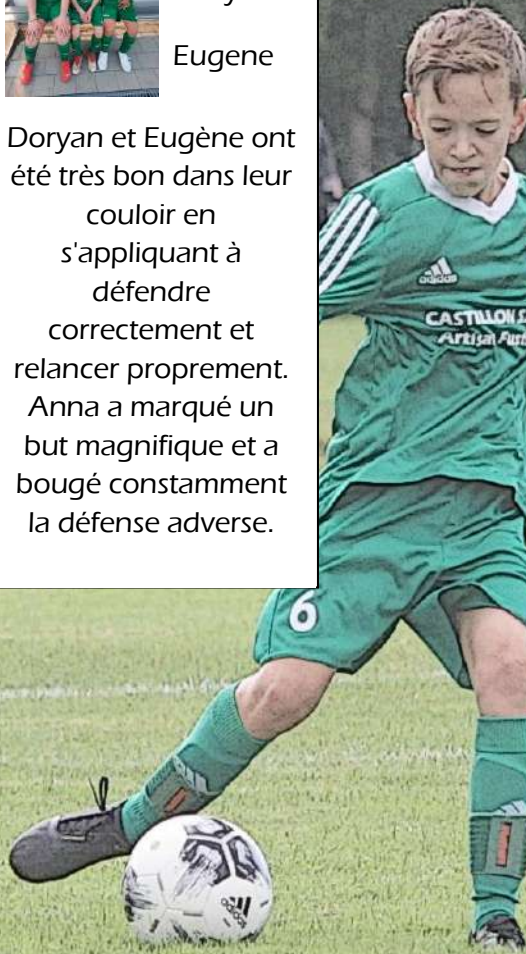 Eugene
Doryan et Eugène ont
été très bon dans leur
couloir en
s'appliquant à
défendre
correctement et
relancer proprement.
Anna a marqué un
but magnifique et a
bougé constamment
la défense adverse.
adidas
CASTILLON
Artisan
6